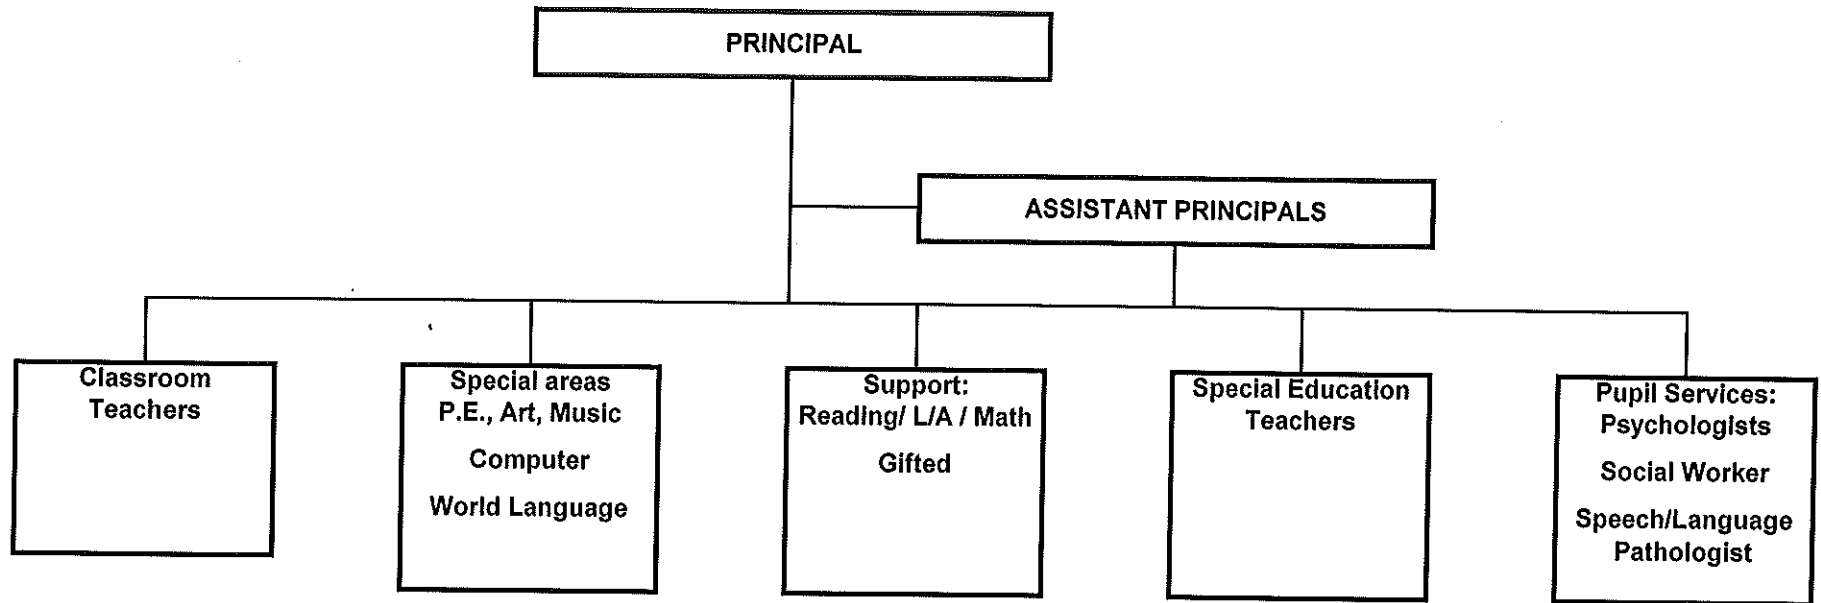 PRINCIPAL
ASSISTANT PRINCIPALS
Classroom
Teachers
Special areas
P.E., Art, Music
Computer
World Language
Support:
Reading/ L/A / Math
Gifted
Special Education
Teachers
Pupil Services:
Psychologists
Social Worker
Speech/Language
Pathologist